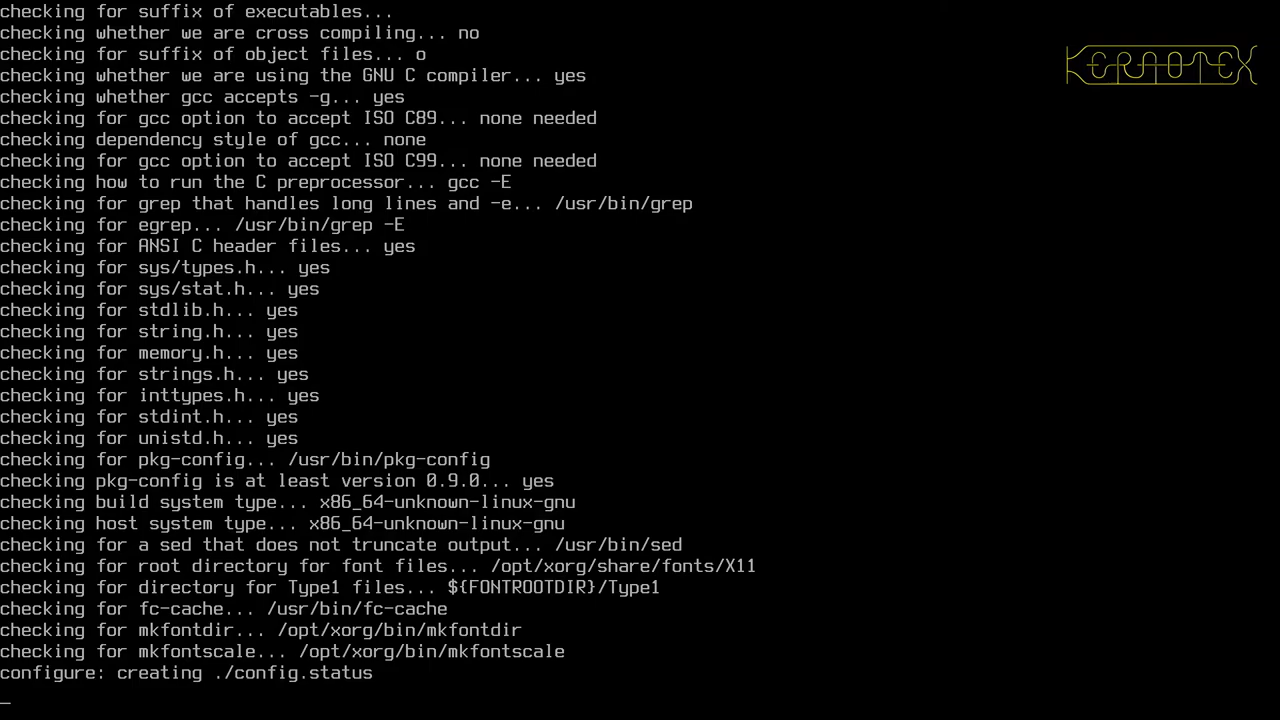 checking for suffix of executables...
checking whether we are cross compiling... no
checking for suffix of object files... o
checking whether we are using the GNU C compiler... yes
checking whether gcc accepts -g... yes
checking for gcc option to accept ISO C89... none needed
checking dependency style of gcc... none
checking for gcc option to accept ISO C99... none needed
checking how to run the C preprocessor... gcc -E
checking for grep that handles long lines and -e... /usr/bin/grep
checking for egrep... /usr/bin/grep -E
checking for ANSI C header files... yes
checking for sys/types.h... yes
checking for sys/stat.h... yes
checking for stdlib.h... yes
checking for string.h... yes
checking for memory.h... yes
checking for strings.h... yes
checking for inttypes.h... yes
checking for stdint.h... yes
checking for unistd.h... yes
checking for pkg-config... /usr/bin/pkg-config
checking pkg-config is at least version 0.9.0... yes
checking build system type... x86_64-unknown-linux-gnu
checking host system type... x86_64-unknown-linux-gnu
checking for a sed that does not truncate output... /usr/bin/sed
checking for root directory for font files... /opt/xorg/share/fonts/X11
checking for directory for Type1 files... ${FONTROOTDIR}/Type1
checking for fc-cache... /usr/bin/fc-cache
checking for mkfontdir... /opt/xorg/bin/mkfontdir
checking for mkfontscale... /opt/xorg/bin/mkfontscale
configure: creating ./config.status